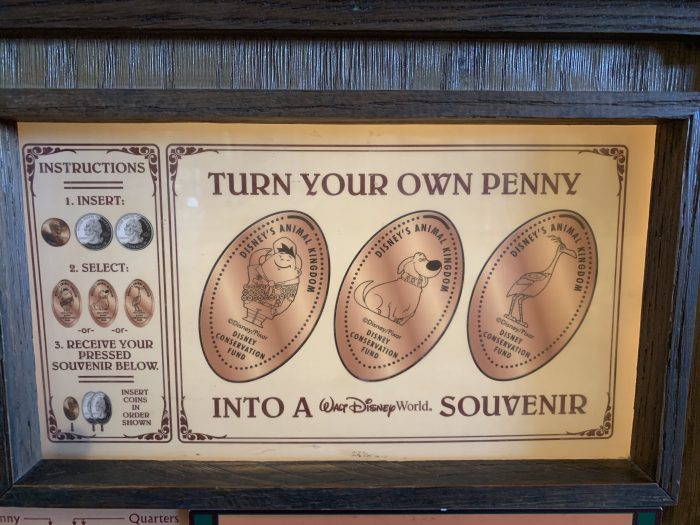 INSTRUCTIONS
1. INSERT:
2. SELECT:
-or- -or-
3. RECEIVE YOUR
PRESSED
SOUVENIR BELOW.
INSERT
COINS
IN
ORDER
SHOWN
TURN YOUR OWN PENNY
DISNEY'S ANIMAL KINGDOM
©Disney/Pixar
DISNEY
CONSERVATION
FUND
DISNEY'S ANIMAL KINGDOM
©Disney/Pixar
DISNEY
CONSERVATION
FUND
DISNEY'S ANIMAL KINGDOM
©Disney/Pixar
DISNEY
CONSERVATION
FUND
INTO A Walt Disney World. SOUVENIR
Quarters